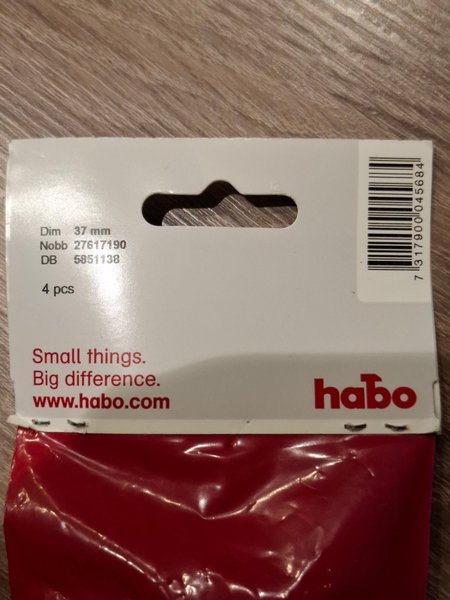 Dim 37 mm
Nobb 27617190
DB 5851138
4 pcs
7 317900 045684
Small things.
Big difference.
www.habo.com
habo